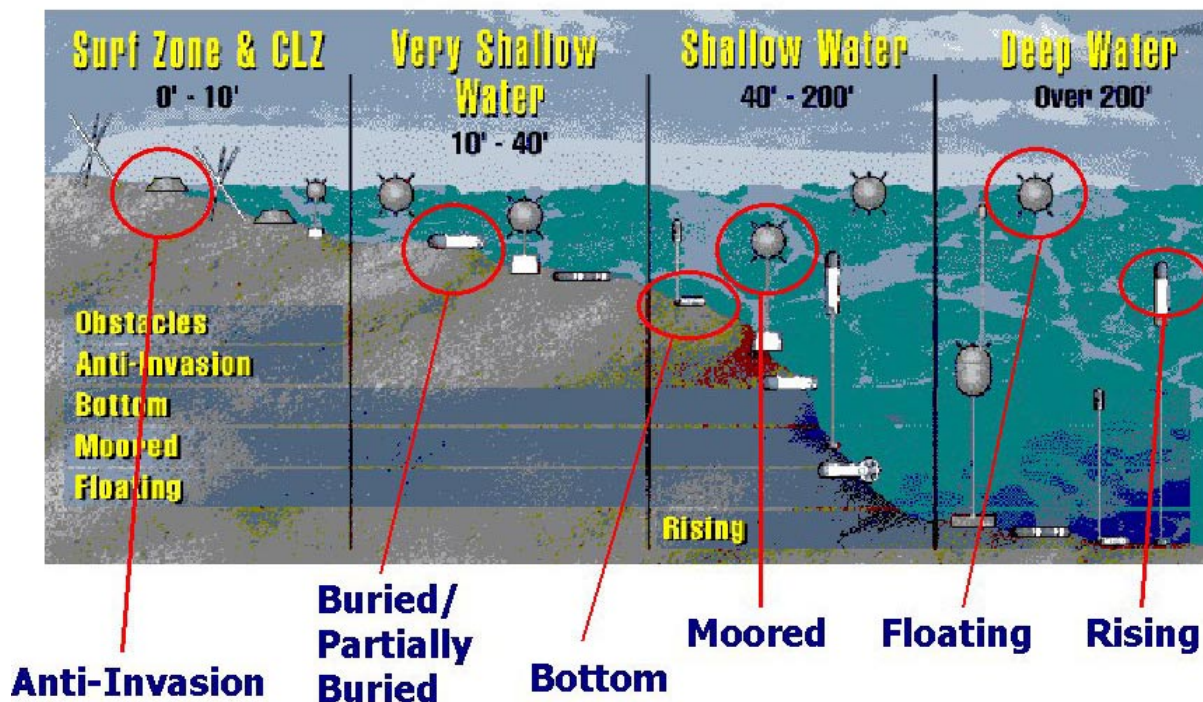 Surf Zone & CLZ
0' - 10'
Very Shallow
Water
10' - 40'
Shallow Water
40' - 200'
Deep Water
Over 200'
Obstacles
Anti-Invasion
Bottom
Moored
Floating
Rising
Anti-Invasion
Buried/
Partially
Buried
Bottom
Moored
Floating
Rising